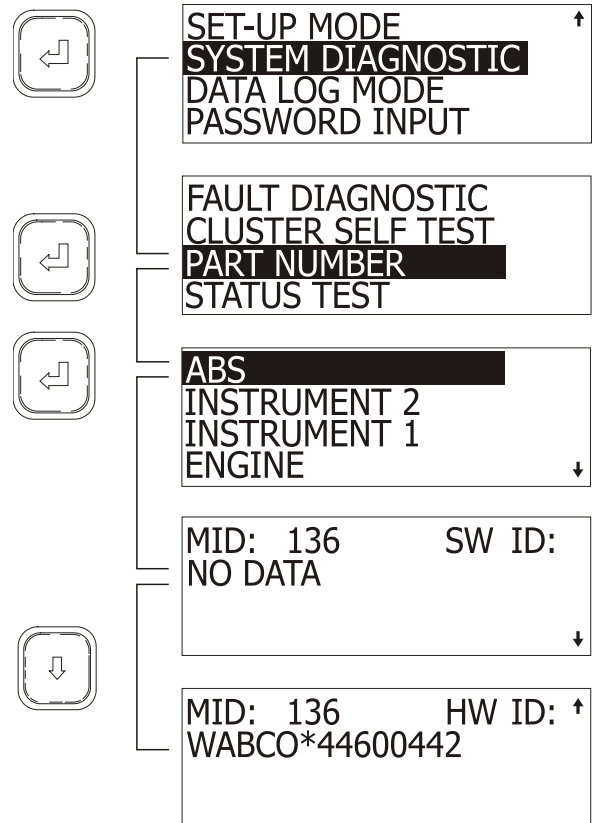 SET-UP MODE
SYSTEM DIAGNOSTIC
DATA LOG MODE
PASSWORD INPUT
FAULT DIAGNOSTIC
CLUSTER SELF TEST
PART NUMBER
STATUS TEST
ABS
INSTRUMENT 2
INSTRUMENT 1
ENGINE
MID: 136 SW ID:
NO DATA
MID: 136 HW ID:
WABCO*44600442